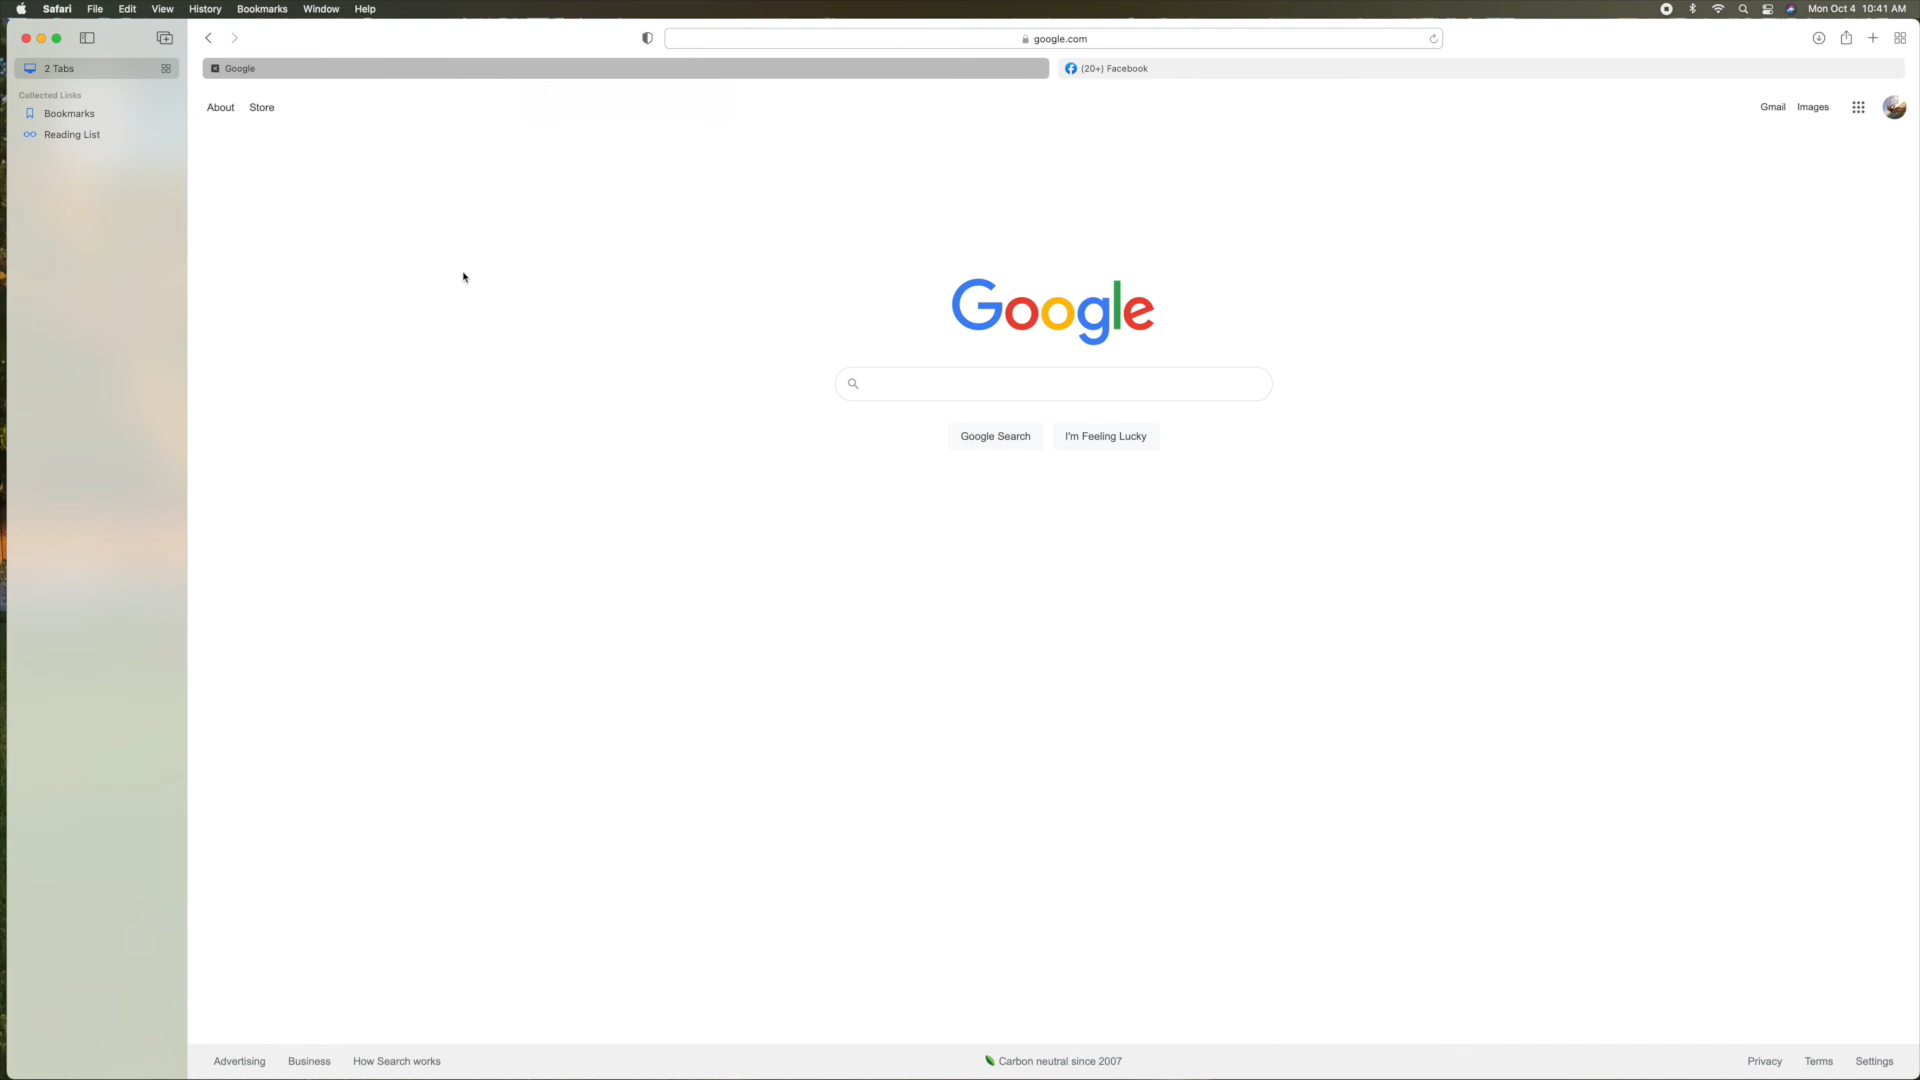 Safari File Edit View History Bookmarks Window Help Mon Oct 4 10:41 AM
google.com
2 Tabs
Google
(20+) Facebook
Collected Links
Bookmarks
Reading List
About Store
Gmail Images
Google
Google Search I'm Feeling Lucky
Advertising Business How Search works
Carbon neutral since 2007
Privacy Terms Settings